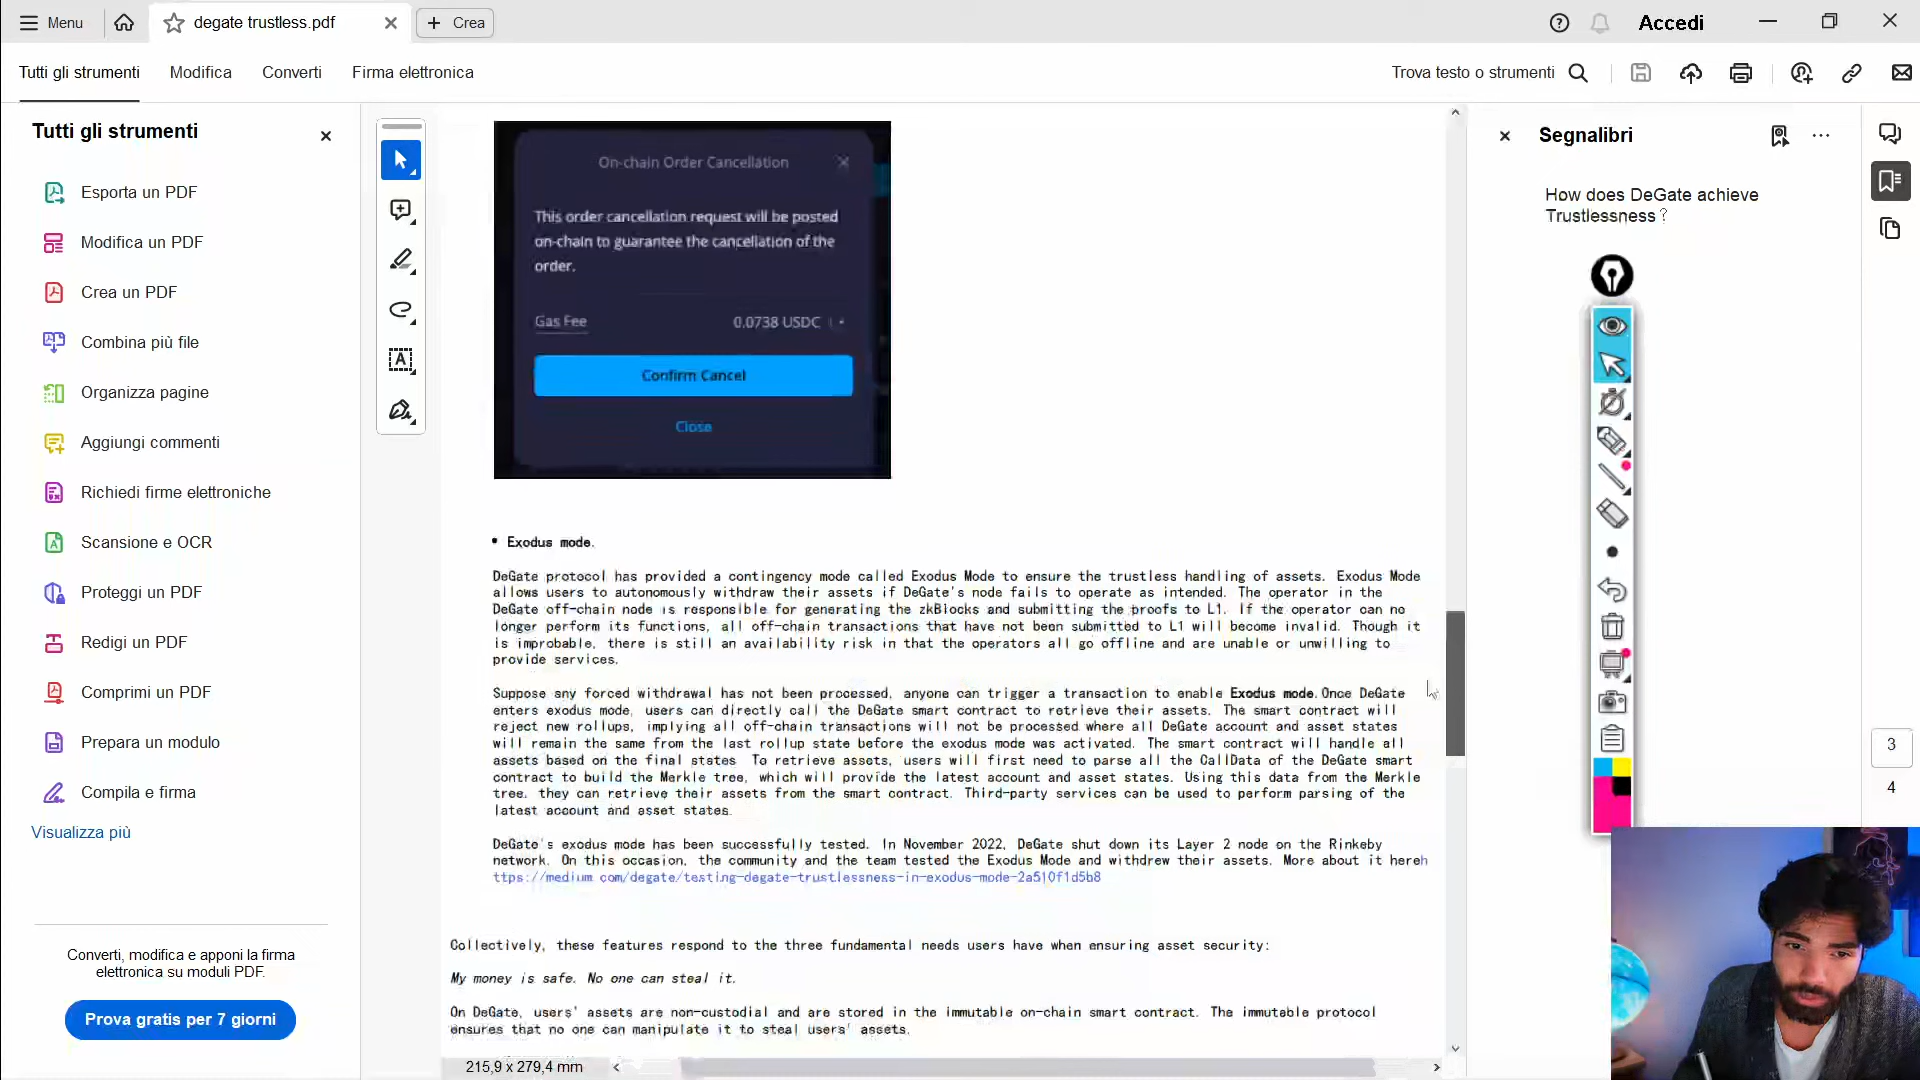 Menu
degate trustless.pdf
Crea
Accedi
Tutti gli strumenti
Modifica
Converti
Firma elettronica
Trova testo o strumenti
Tutti gli strumenti
Esporta un PDF
Modifica un PDF
Crea un PDF
Combina più file
Organizza pagine
Aggiungi commenti
Richiedi firme elettroniche
Scansione e OCR
Proteggi un PDF
Redigi un PDF
Comprimi un PDF
Prepara un modulo
Compila e firma
Visualizza più
Converti, modifica e apponi la firma
elettronica su moduli PDF.
Prova gratis per 7 giorni
On-chain Order Cancellation
This order cancellation request will be posted
on-chain to guarantee the cancellation of the
order.
Gas Fee 0.0738 USDC
Confirm Cancel
Close
• Exodus mode.
DeGate protocol has provided a contingency mode called Exodus Mode to ensure the trustless handling of assets. Exodus Mode
allows users to autonomously withdraw their assets if DeGate's node fails to operate as intended. The operator in the
DeGate off-chain node is responsible for generating the zkBlocks and submitting the proofs to L1. If the operator can no
longer perform its functions, all off-chain transactions that have not been submitted to L1 will become invalid. Though it
is improbable, there is still an availability risk in that the operators all go offline and are unable or unwilling to
provide services.
Suppose any forced withdrawal has not been processed, anyone can trigger a transaction to enable Exodus mode.Once DeGate
enters exodus mode, users can directly call the DeGate smart contract to retrieve their assets. The smart contract will
reject new rollups, implying all off-chain transactions will not be processed where all DeGate account and asset states
will remain the same from the last rollup state before the exodus mode was activated. The smart contract will handle all
assets based on the final states. To retrieve assets, users will first need to parse all the CallData of the DeGate smart
contract to build the Merkle tree, which will provide the latest account and asset states. Using this data from the Merkle
tree, they can retrieve their assets from the smart contract. Third-party services can be used to perform parsing of the
latest account and asset states.
DeGate's exodus mode has been successfully tested. In November 2022, DeGate shut down its Layer 2 node on the Rinkeby
network. On this occasion, the community and the team tested the Exodus Mode and withdrew their assets. More about it hereh
ttps://medium.com/degate/testing-degate-trustlessness-in-exodus-mode-2a510f1d5b8
Collectively, these features respond to the three fundamental needs users have when ensuring asset security:
My money is safe. No one can steal it.
On DeGate, users' assets are non-custodial and are stored in the immutable on-chain smart contract. The immutable protocol
ensures that no one can manipulate it to steal users' assets.
215,9 x 279,4 mm
Segnalibri
How does DeGate achieve
Trustlessness?
3
4